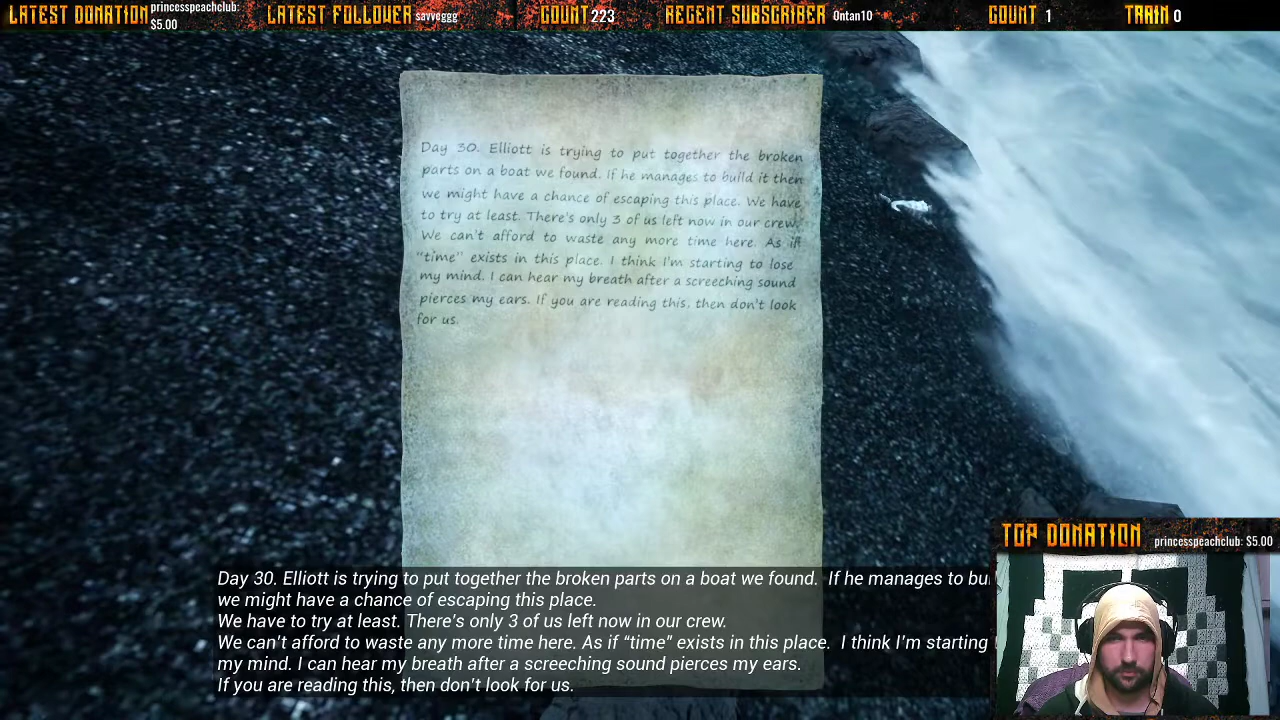 LATEST DONATION princesspeachclub: $5.00 LATEST FOLLOWER savveggg COUNT 223 RECENT SUBSCRIBER Ontan10 COUNT 1 TRAIN 0
Day 30. Elliott is trying to put together the broken
parts on a boat we found. If he manages to build it then
we might have a chance of escaping this place. We have
to try at least. There's only 3 of us left now in our crew.
We can't afford to waste any more time here. As if
"time" exists in this place. I think I'm starting to lose
my mind. I can hear my breath after a screeching sound
pierces my ears. If you are reading this, then don't look
for us.
Day 30. Elliott is trying to put together the broken parts on a boat we found. If he manages to bui
we might have a chance of escaping this place.
We have to try at least. There's only 3 of us left now in our crew.
We can't afford to waste any more time here. As if “time” exists in this place. I think I'm starting
my mind. I can hear my breath after a screeching sound pierces my ears.
If you are reading this, then don't look for us.
TOP DONATION princesspeachclub: $5.00